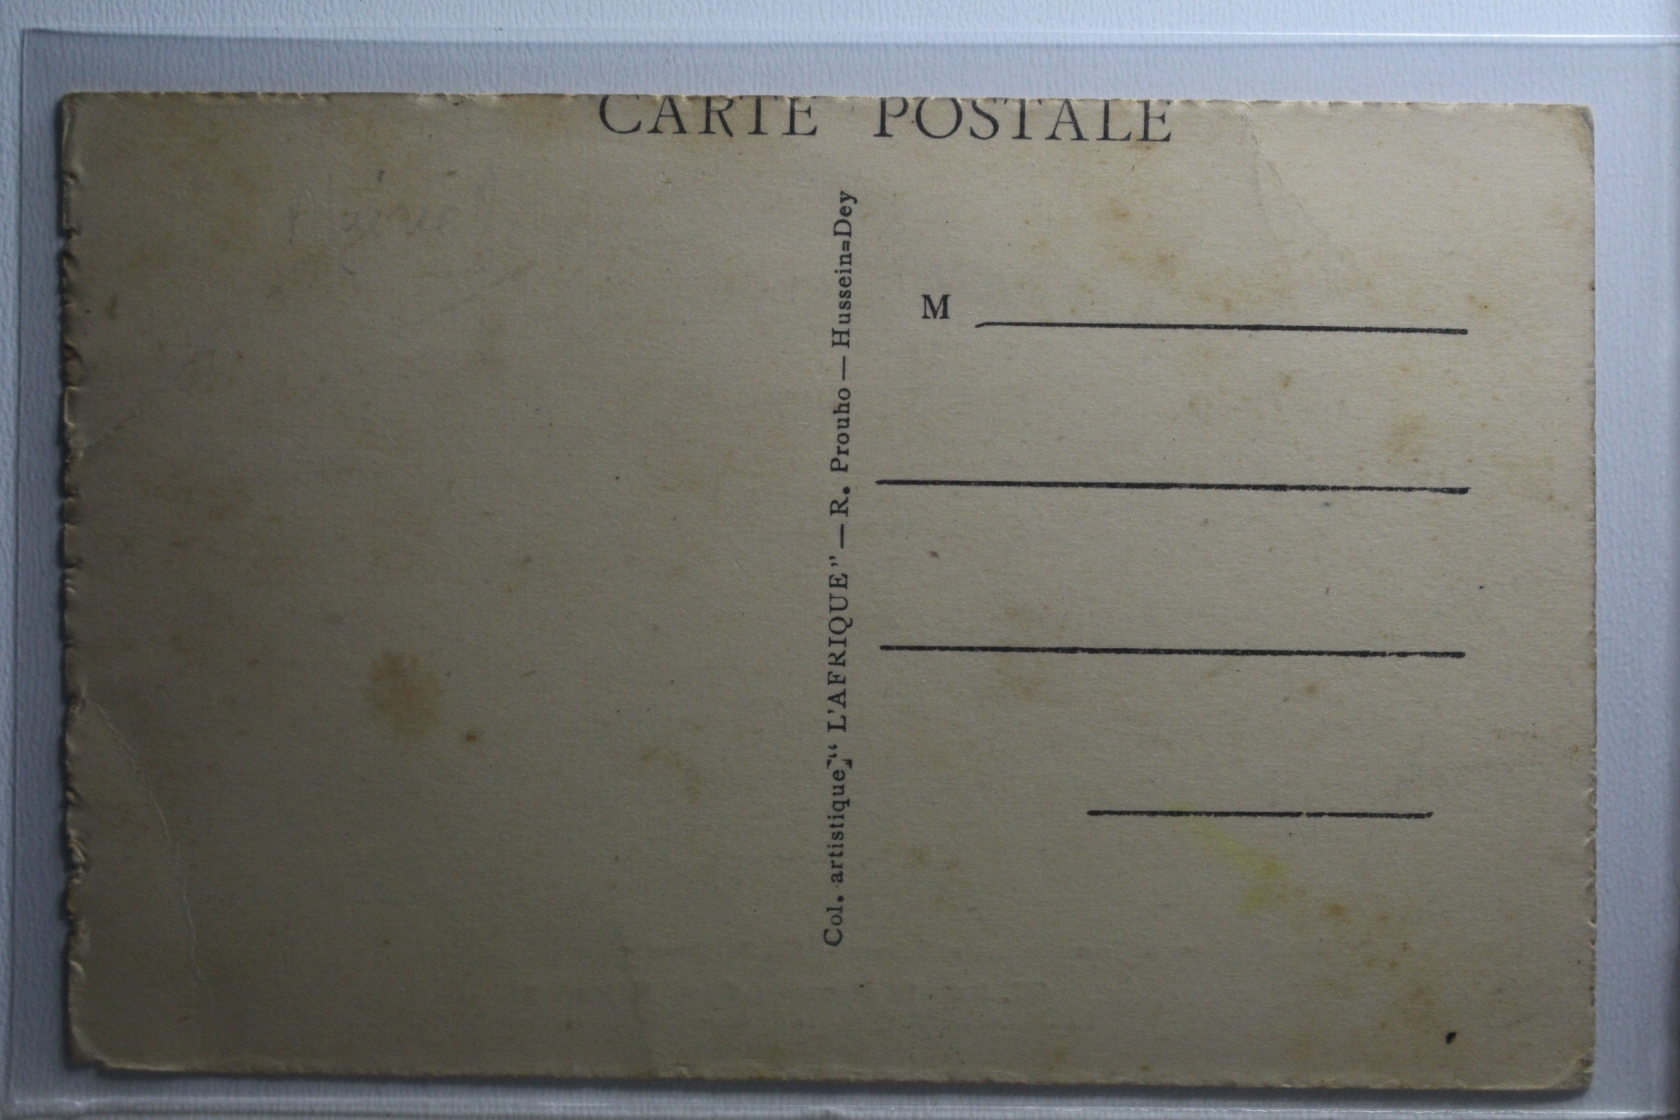 CARTE POSTALE
Col. artistique “ L'AFRIQUE” — R. Prouho — Hussein=Dey
M